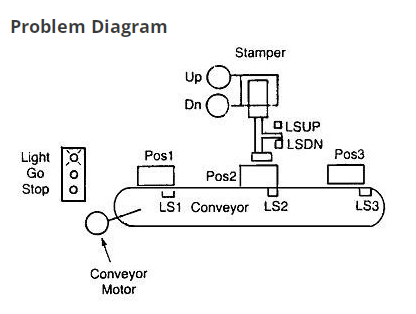 Problem Diagram
Stamper
Up
Dn
LSUP
LSDN
Light
Go
Stop
Pos1
Pos2
Pos3
LS1 Conveyor LS2 LS3
Conveyor
Motor